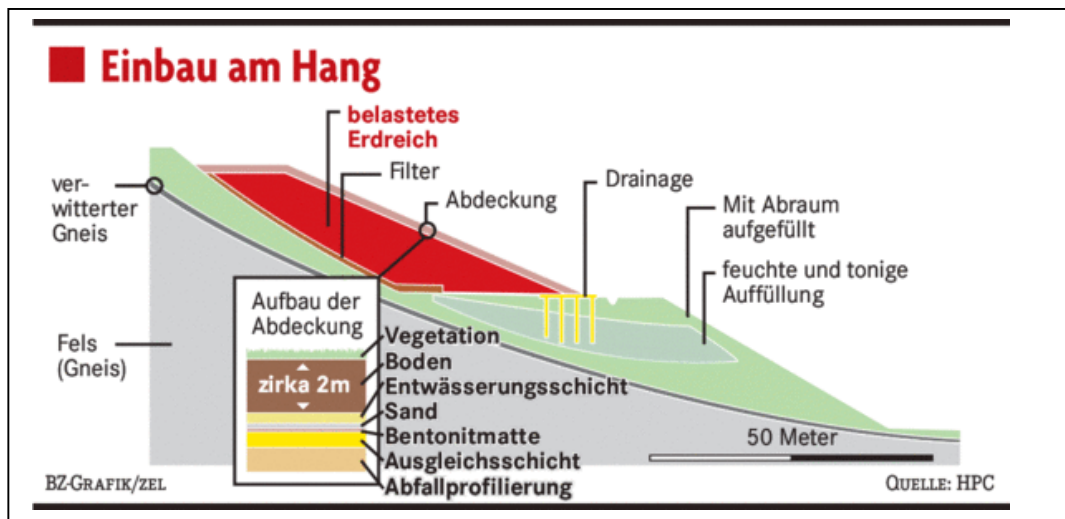 Einbau am Hang
belastetes
Erdreich
Filter
Abdeckung
Drainage
Mit Abraum
aufgefüllt
feuchte und tonige
Auffüllung
ver-
witterter
Gneis
Fels
(Gneis)
Aufbau der
Abdeckung
Vegetation
Boden
zirka 2m
Entwässerungsschicht
Sand
Bentonitmatte
Ausgleichsschicht
Abfallprofilierung
50 Meter
BZ-GRAFIK/ZEL
QUELLE: HPC